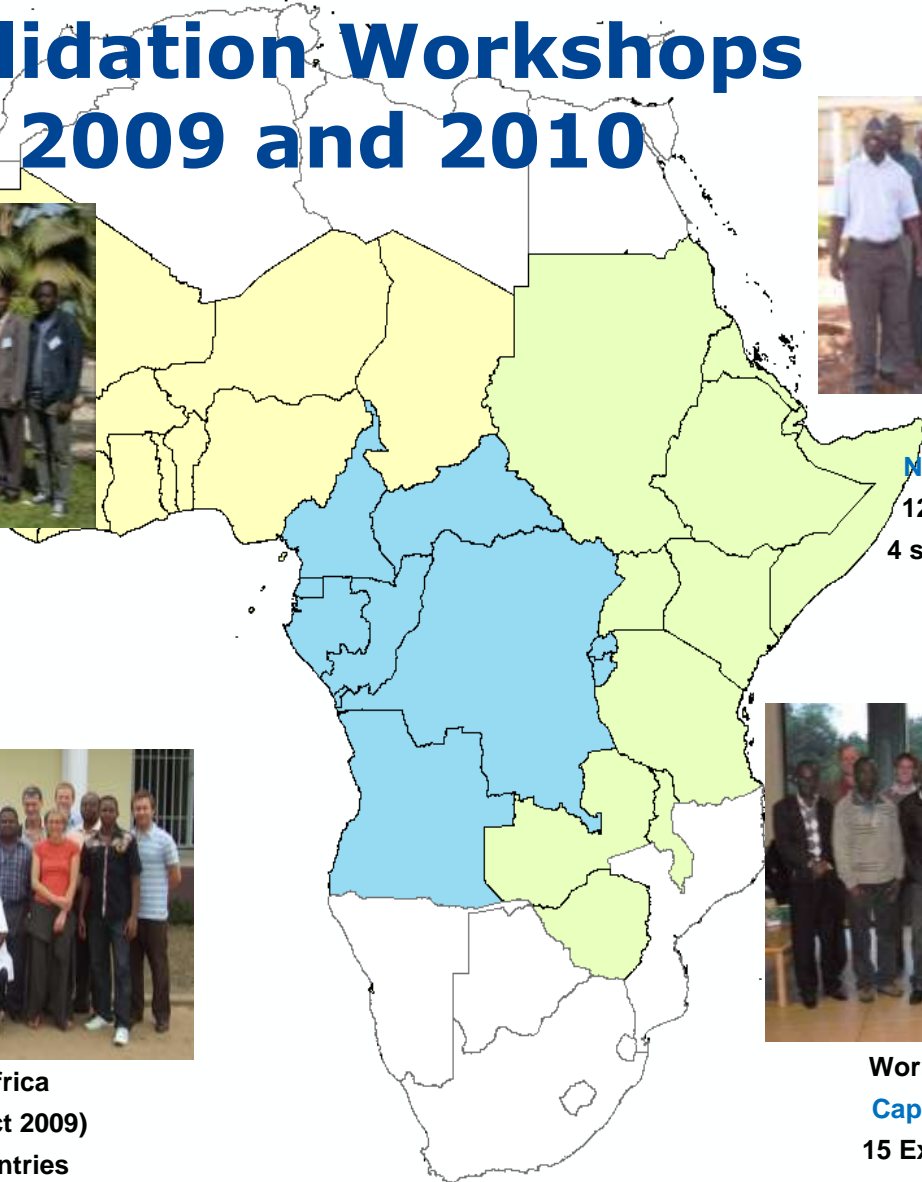 lidation Workshops
2009 and 2010
N
12
4 s
frica
ct 2009)
ntries
Wor
Cap
15 Ex